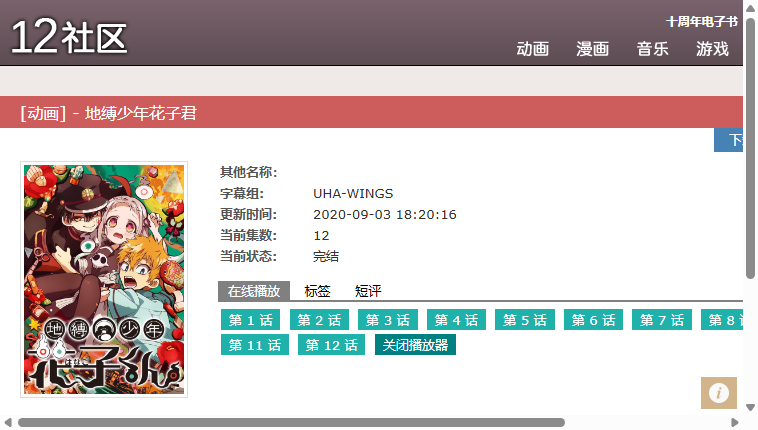 12社区
十周年电子书
动画 漫画 音乐 游戏
[动画] - 地缚少年花子君
其他名称:
字幕组: UHA-WINGS
更新时间: 2020-09-03 18:20:16
当前集数: 12
当前状态: 完结
地縛少年
花子くん
在线播放 标签 短评
第 1 话 第 2 话 第 3 话 第 4 话 第 5 话 第 6 话 第 7 话 第 8
第 11 话 第 12 话 关闭播放器
i